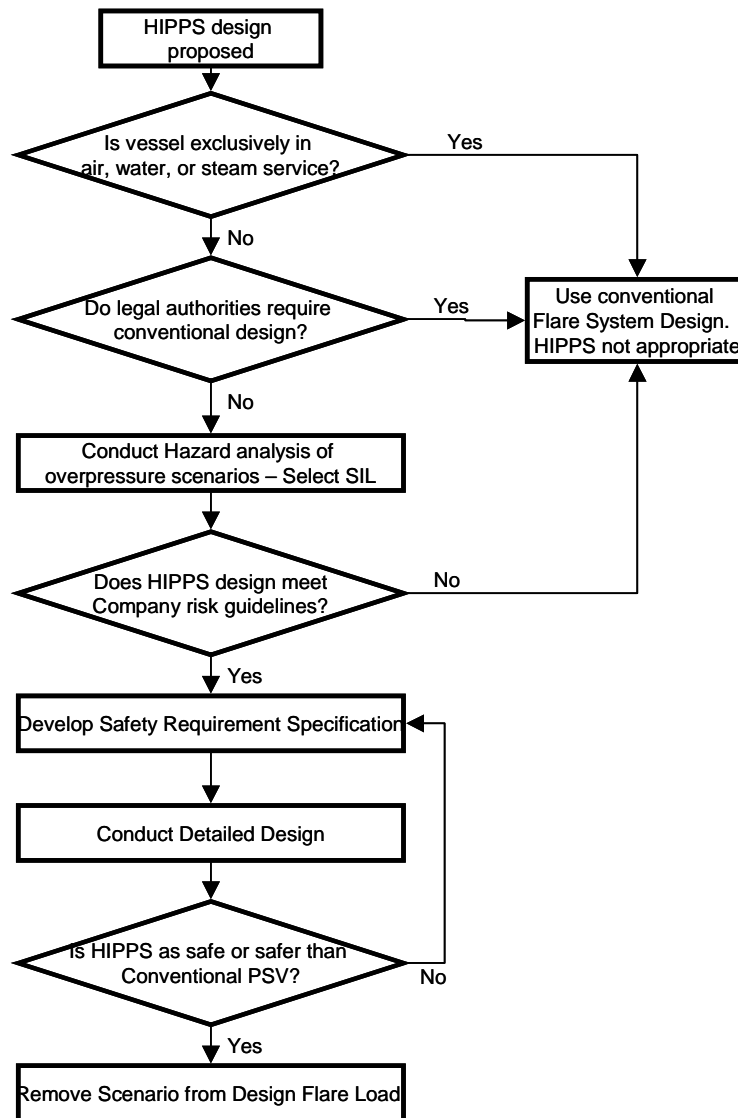 HIPPS design
proposed
Is vessel exclusively in
air, water, or steam service?
Yes
No
Do legal authorities require
conventional design?
Yes
Use conventional
Flare System Design.
HIPPS not appropriate
No
Conduct Hazard analysis of
overpressure scenarios – Select SIL
Does HIPPS design meet
Company risk guidelines?
No
Yes
Develop Safety Requirement Specification
Conduct Detailed Design
Is HIPPS as safe or safer than
Conventional PSV?
No
Yes
Remove Scenario from Design Flare Load